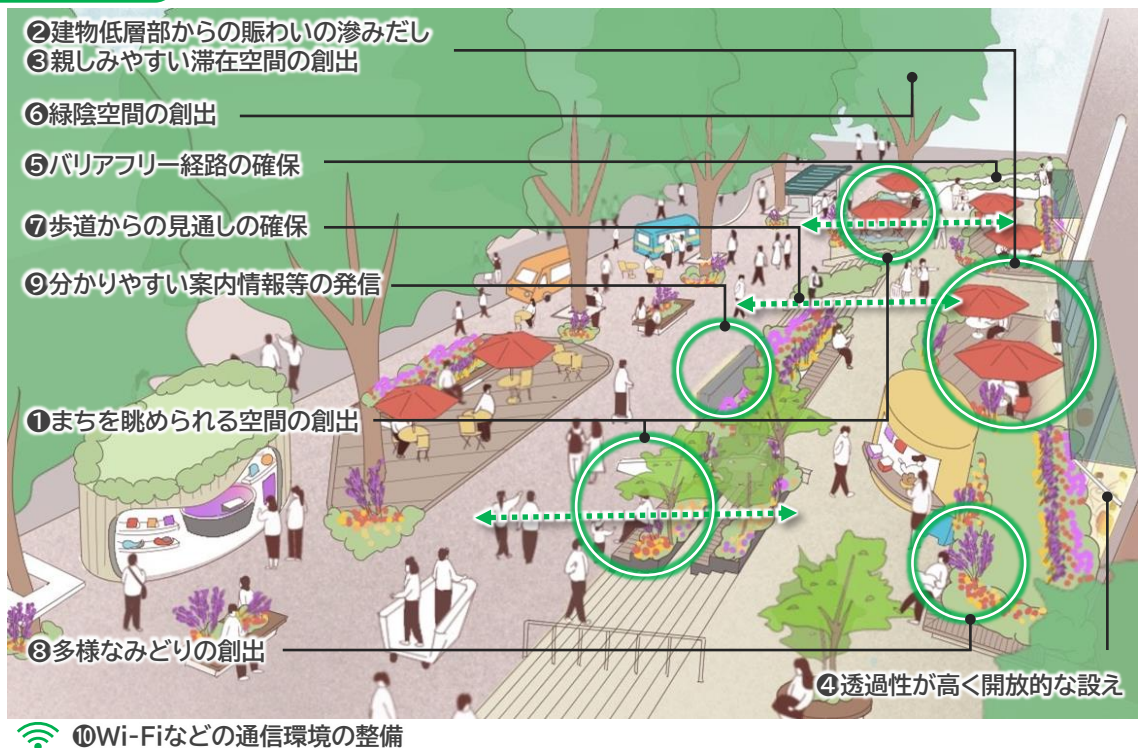 ❷建物低層部からの賑わいの滲みだし
❸親しみやすい滞在空間の創出
❻緑陰空間の創出
❺バリアフリー経路の確保
❼歩道からの見通しの確保
❾分かりやすい案内情報等の発信
❶まちを眺められる空間の創出
❽多様なみどりの創出
❹透過性が高く開放的な設え
❿Wi-Fiなどの通信環境の整備